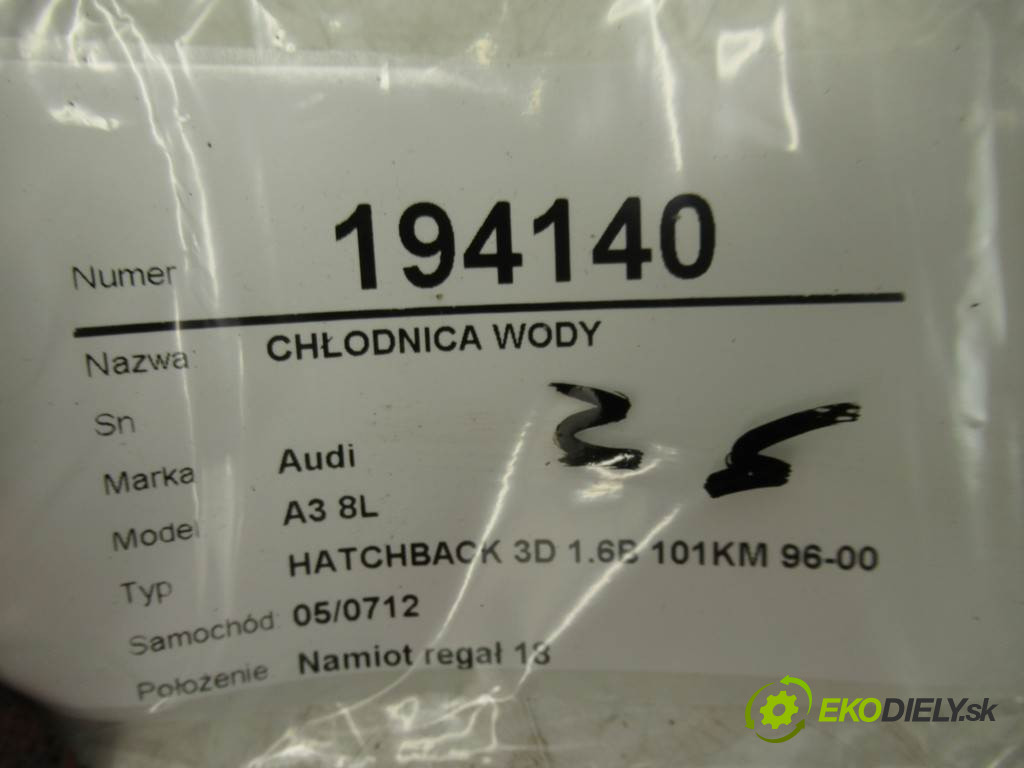 Numer 194140
Nazwa: CHŁODNICA WODY
Sn
Marka Audi
Model A3 8L
Typ HATCHBACK 3D 1.6B 101KM 96-00
Samochód: 05/0712
Położenie Namiot regał 18
EKODIELY.sk